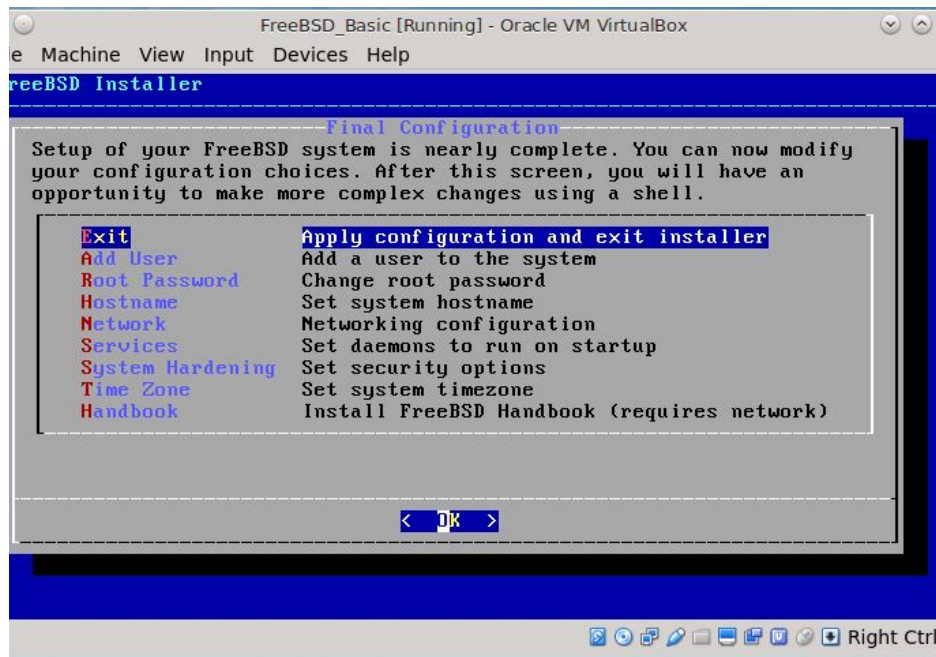 FreeBSD_Basic [Running] - Oracle VM VirtualBox
e Machine View Input Devices Help
reeBSD Installer
Final Configuration
Setup of your FreeBSD system is nearly complete. You can now modify
your configuration choices. After this screen, you will have an
opportunity to make more complex changes using a shell.
Exit Apply configuration and exit installer
Add User Add a user to the system
Root Password Change root password
Hostname Set system hostname
Network Networking configuration
Services Set daemons to run on startup
System Hardening Set security options
Time Zone Set system timezone
Handbook Install FreeBSD Handbook (requires network)
< OK >
Right Ctrl